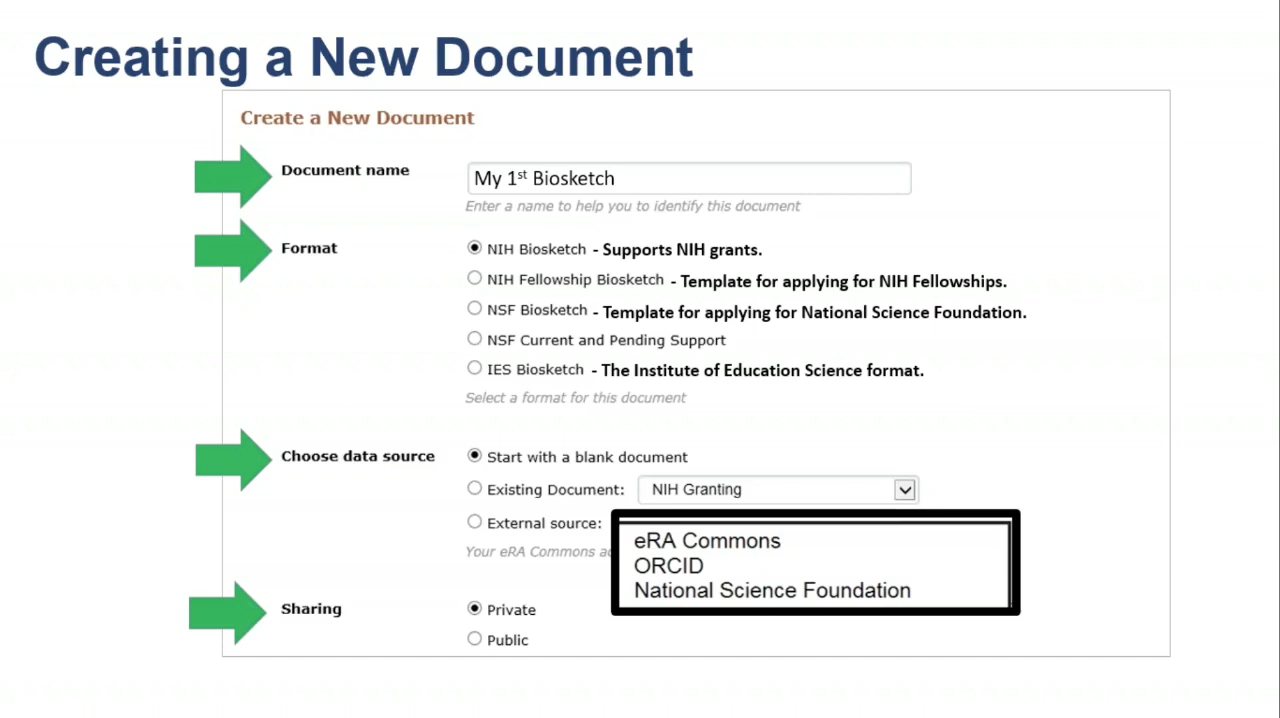 Creating a New Document
Create a New Document
Document name
My 1st Biosketch
Enter a name to help you to identify this document
Format
NIH Biosketch - Supports NIH grants.
NIH Fellowship Biosketch - Template for applying for NIH Fellowships.
NSF Biosketch - Template for applying for National Science Foundation.
NSF Current and Pending Support
IES Biosketch - The Institute of Education Science format.
Select a format for this document
Choose data source
Start with a blank document
Existing Document: NIH Granting
External source:
eRA Commons
ORCID
National Science Foundation
Your eRA Commons
Sharing
Private
Public